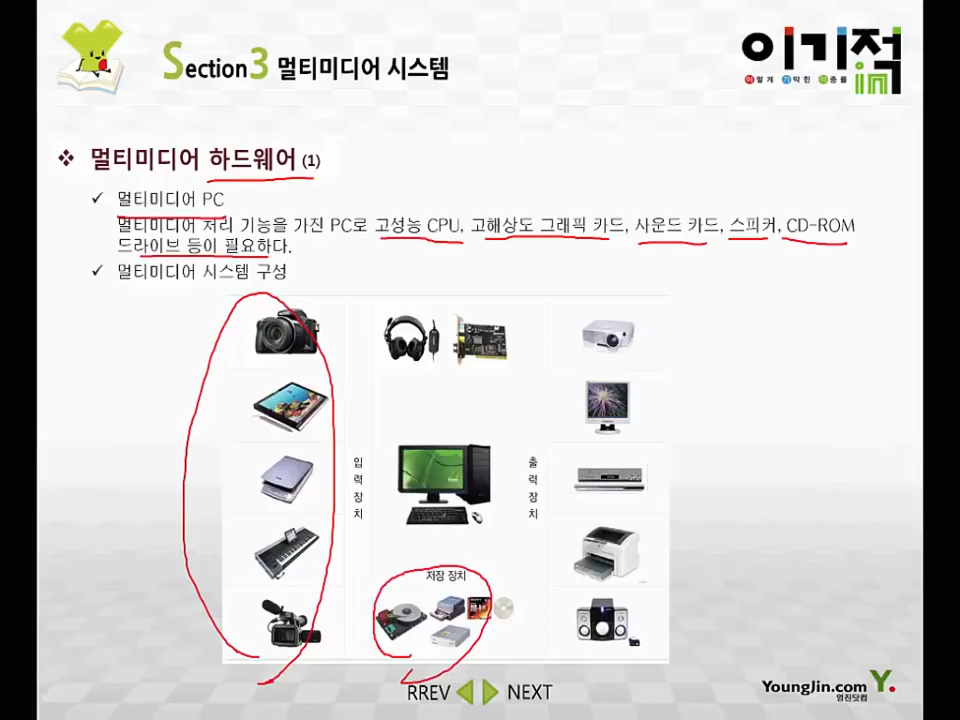 Section3 멀티미디어 시스템
이기적in
이렇게 기막힌 적중률
❖ 멀티미디어 하드웨어 (1)
✓ 멀티미디어 PC
멀티미디어 처리 기능을 가진 PC로 고성능 CPU, 고해상도 그래픽 카드, 사운드 카드, 스피커, CD-ROM
드라이브 등이 필요하다.
✓ 멀티미디어 시스템 구성
입력장치
출력장치
저장 장치
RREV NEXT
YoungJin.com Y.
영진닷컴